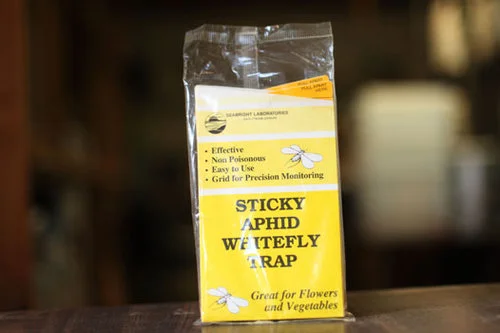 PULL APART
HERE
SEABRIGHT LABORATORIES
• Effective
• Non Poisonous
• Easy to Use
• Grid for Precision Monitoring
STICKY
APHID
WHITEFLY
TRAP
Great for Flowers
and Vegetables